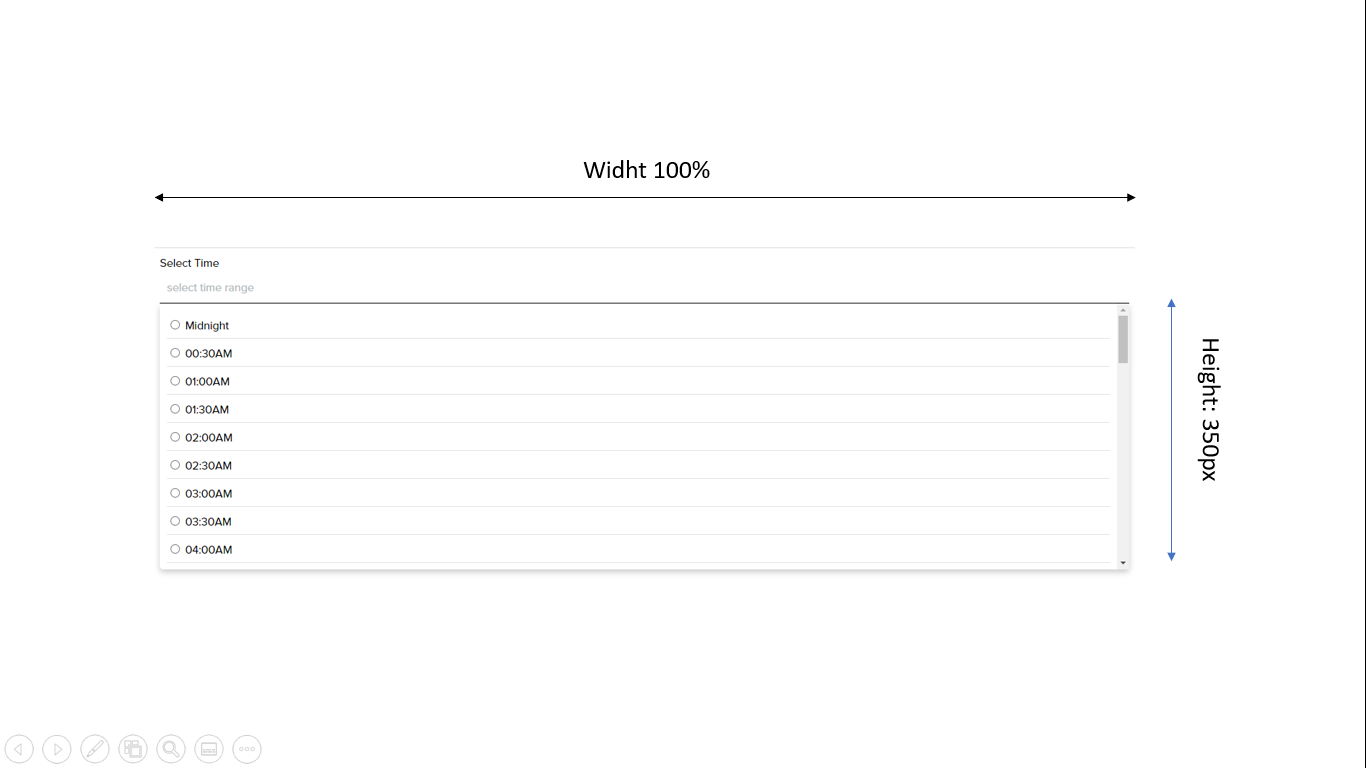 Widht 100%
Select Time
select time range
Midnight
00:30AM
01:00AM
01:30AM
02:00AM
02:30AM
03:00AM
03:30AM
04:00AM
Height: 350px